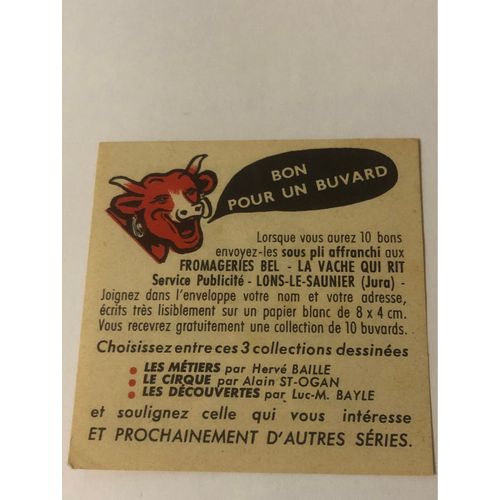 BON
POUR UN BUVARD
Lorsque vous aurez 10 bons
envoyez-les sous pli affranchi aux
FROMAGERIES BEL - LA VACHE QUI RIT
Service Publicité - LONS-LE-SAUNIER (Jura) -
Joignez dans l'enveloppe votre nom et votre adresse,
écrits très lisiblement sur un papier blanc de 8 x 4 cm.
Vous recevrez gratuitement une collection de 10 buvards.
Choisissez entre ces 3 collections dessinées
• LES MÉTIERS par Hervé BAILLE
• LE CIRQUE par Alain ST-OGAN
• LES DÉCOUVERTES par Luc-M. BAYLE
et soulignez celle qui vous intéresse
ET PROCHAINEMENT D'AUTRES SÉRIES.